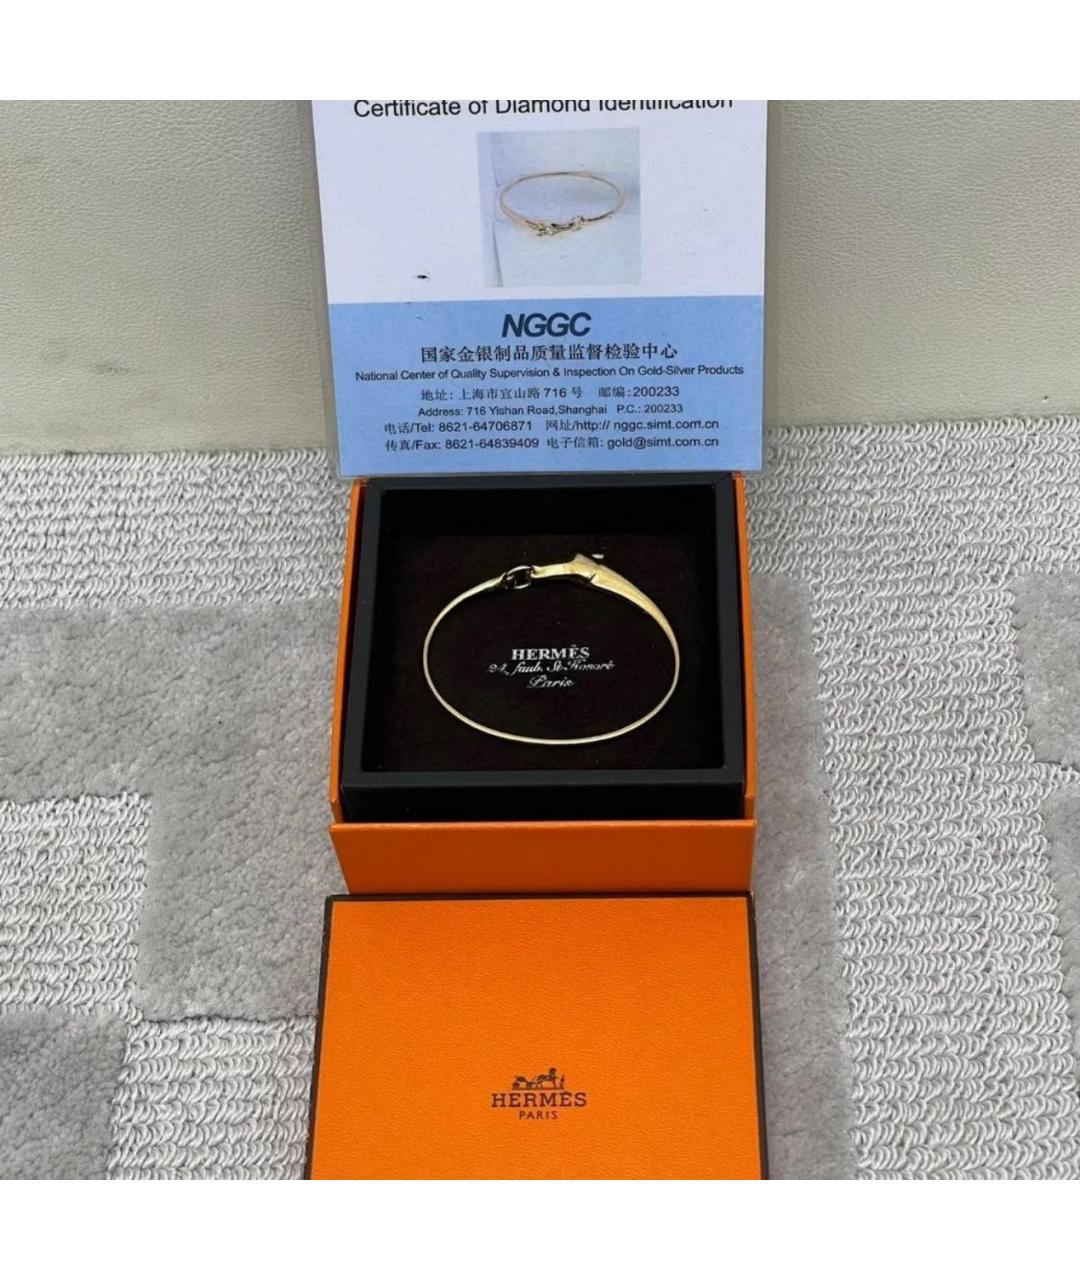 Certificate of Diamond Identification
NGGC
国家金银制品质量监督检验中心
National Center of Quality Supervision & Inspection On Gold-Silver Products
地址: 上海市宜山路 716 号 邮编: 200233
Address: 716 Yishan Road,Shanghai P.C.: 200233
电话/Tel: 8621-64706871 网址/http:// nggc.simt.com.cn
传真/Fax: 8621-64839409 电子信箱: gold@simt.com.cn
HERMÈS
24, faub. St-Honoré
Paris
HERMÈS
PARIS